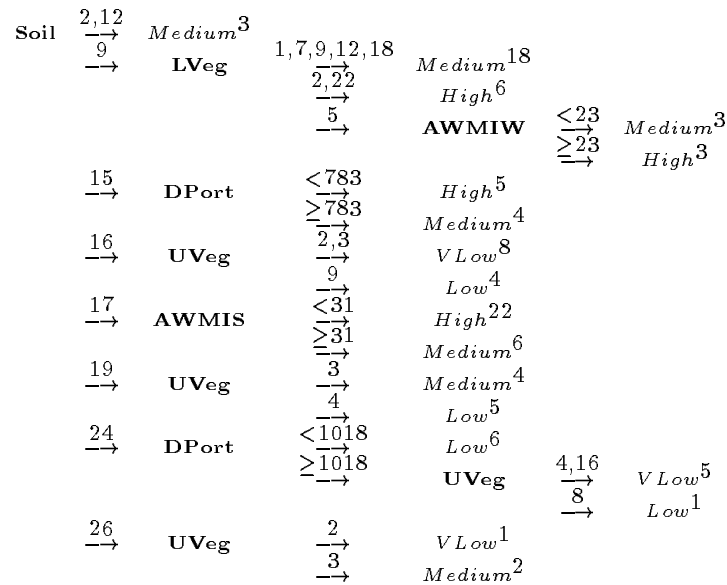 Soil 2,12 → Medium^3
9 → LVeg 1,7,9,12,18 → Medium^18
2,22 → High^6
5 → AWMIW <23 → Medium^3
≥23 → High^3
15 → DPort <783 → High^5
≥783 → Medium^4
16 → UVeg 2,3 → VLow^8
9 → Low^4
17 → AWMIS <31 → High^22
≥31 → Medium^6
19 → UVeg 3 → Medium^4
4 → Low^5
24 → DPort <1018 → Low^6
≥1018 → UVeg 4,16 → VLow^5
8 → Low^1
26 → UVeg 2 → VLow^1
3 → Medium^2